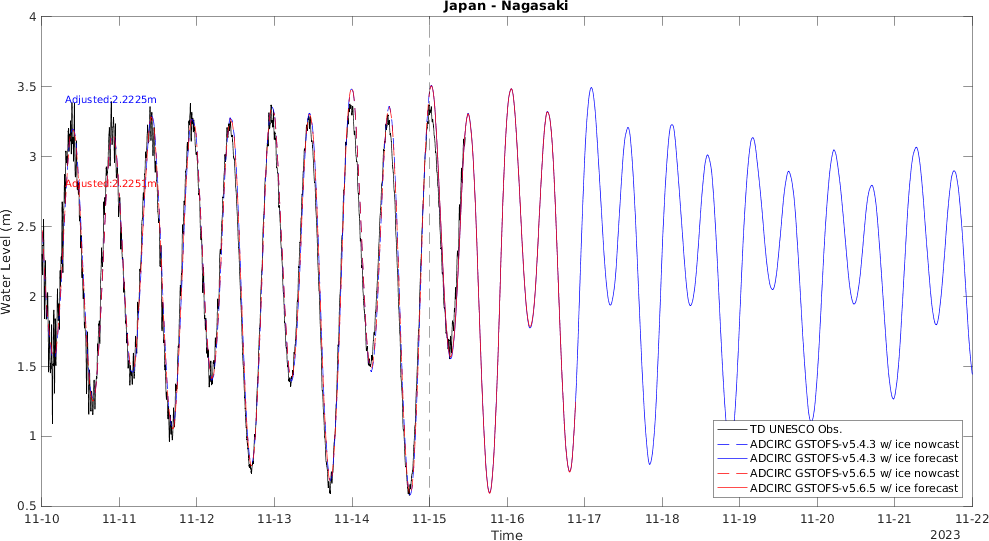 Japan - Nagasaki
4
3.5
3
2.5
2
1.5
1
0.5
Water Level (m)
Adjusted:2.2225m
Adjusted:2.2251m
TD UNESCO Obs.
ADCIRC GSTOFS-v5.4.3 w/ ice nowcast
ADCIRC GSTOFS-v5.4.3 w/ ice forecast
ADCIRC GSTOFS-v5.6.5 w/ ice nowcast
ADCIRC GSTOFS-v5.6.5 w/ ice forecast
11-10 11-11 11-12 11-13 11-14 11-15 11-16 11-17 11-18 11-19 11-20 11-21 11-22
Time
2023